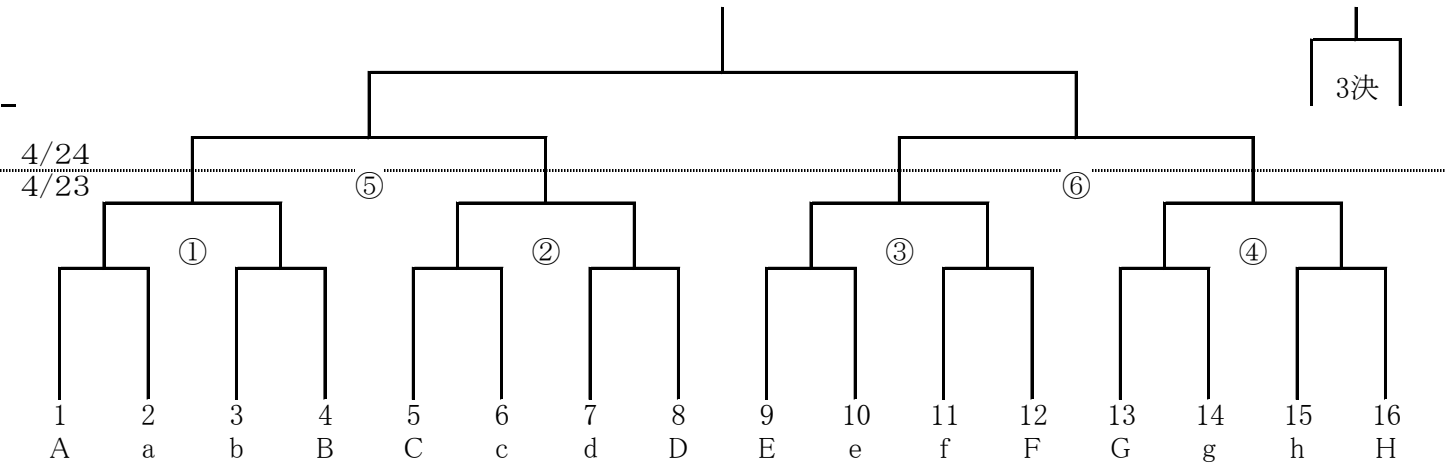 3決
4/24
4/23
⑤ ⑥
① ② ③ ④
1 2 3 4 5 6 7 8 9 10 11 12 13 14 15 16
A a b B C c d D E e f F G g h H